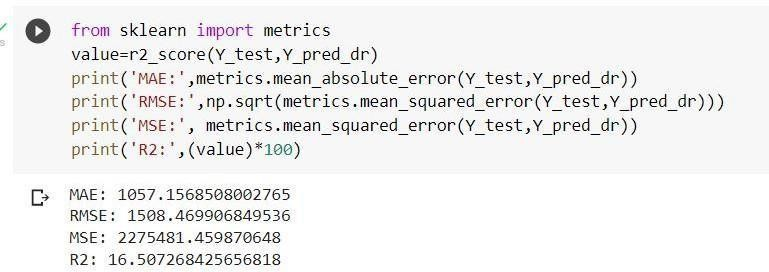 from sklearn import metrics
value=r2_score(Y_test,Y_pred_dr)
print('MAE:',metrics.mean_absolute_error(Y_test,Y_pred_dr))
print('RMSE:',np.sqrt(metrics.mean_squared_error(Y_test,Y_pred_dr)))
print('MSE:', metrics.mean_squared_error(Y_test,Y_pred_dr))
print('R2:',(value)*100)
MAE: 1057.1568508002765
RMSE: 1508.469906849536
MSE: 2275481.459870648
R2: 16.507268425656818